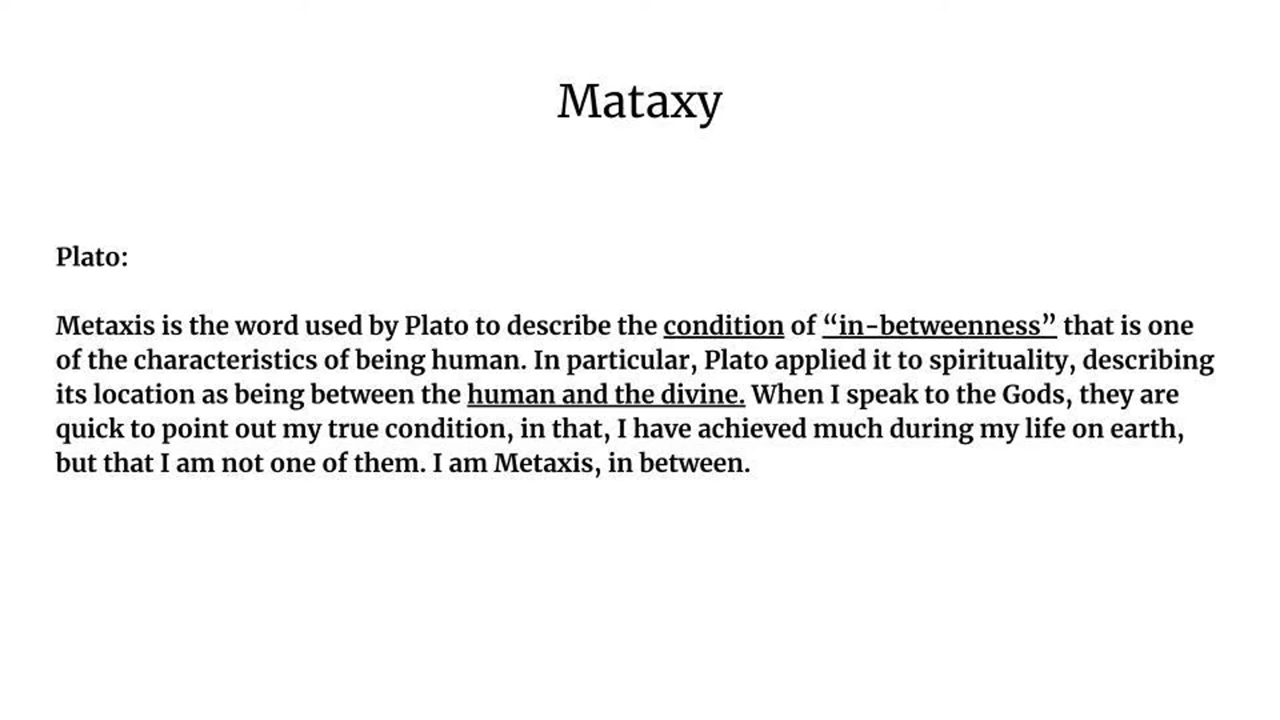 Mataxy
Plato:
Metaxis is the word used by Plato to describe the condition of “in-betweenness” that is one
of the characteristics of being human. In particular, Plato applied it to spirituality, describing
its location as being between the human and the divine. When I speak to the Gods, they are
quick to point out my true condition, in that, I have achieved much during my life on earth,
but that I am not one of them. I am Metaxis, in between.